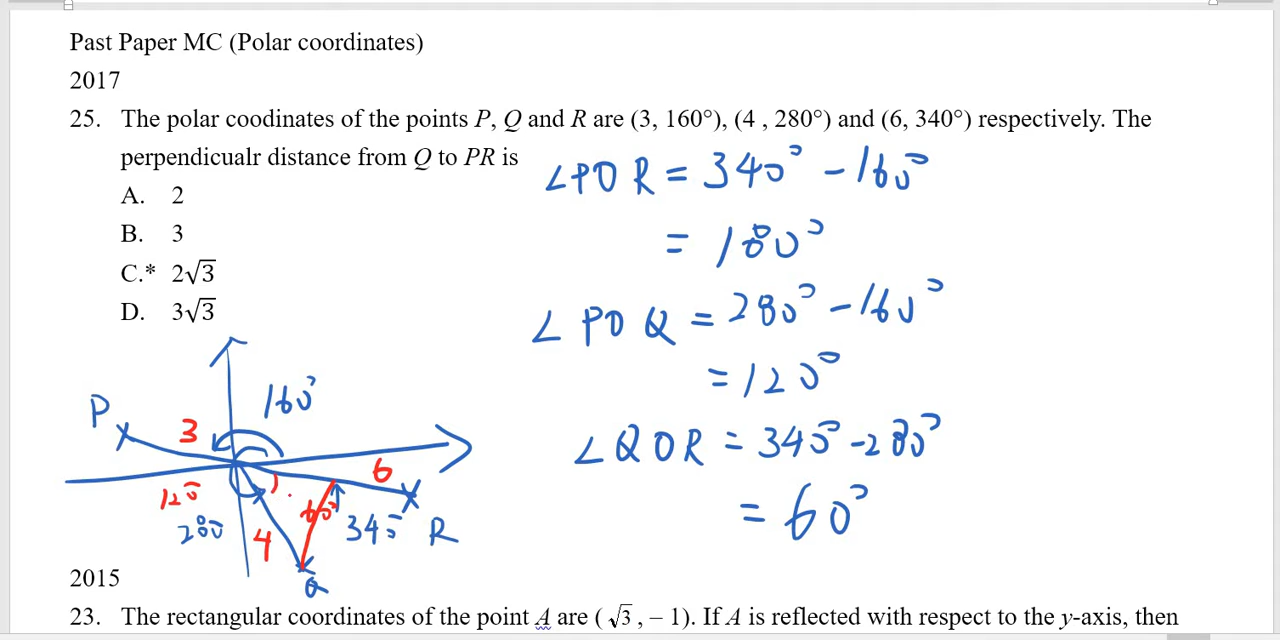 Past Paper MC (Polar coordinates)
2017
25. The polar coodinates of the points P, Q and R are (3, 160°), (4 , 280°) and (6, 340°) respectively. The
perpendicualr distance from Q to PR is
A. 2
B. 3
C.* 2√3
D. 3√3
∠POR = 340° - 160°
= 180°
∠POQ = 280° - 160°
= 120°
∠QOR = 340° - 280°
= 60°
160°
P
3
6
120
60°
280
4
340
R
Q
2015
23. The rectangular coordinates of the point A are (√3 , – 1). If A is reflected with respect to the y-axis, then